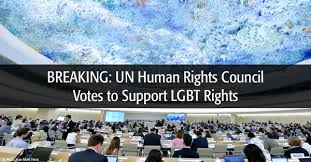 BREAKING: UN Human Rights Council
Votes to Support LGBT Rights